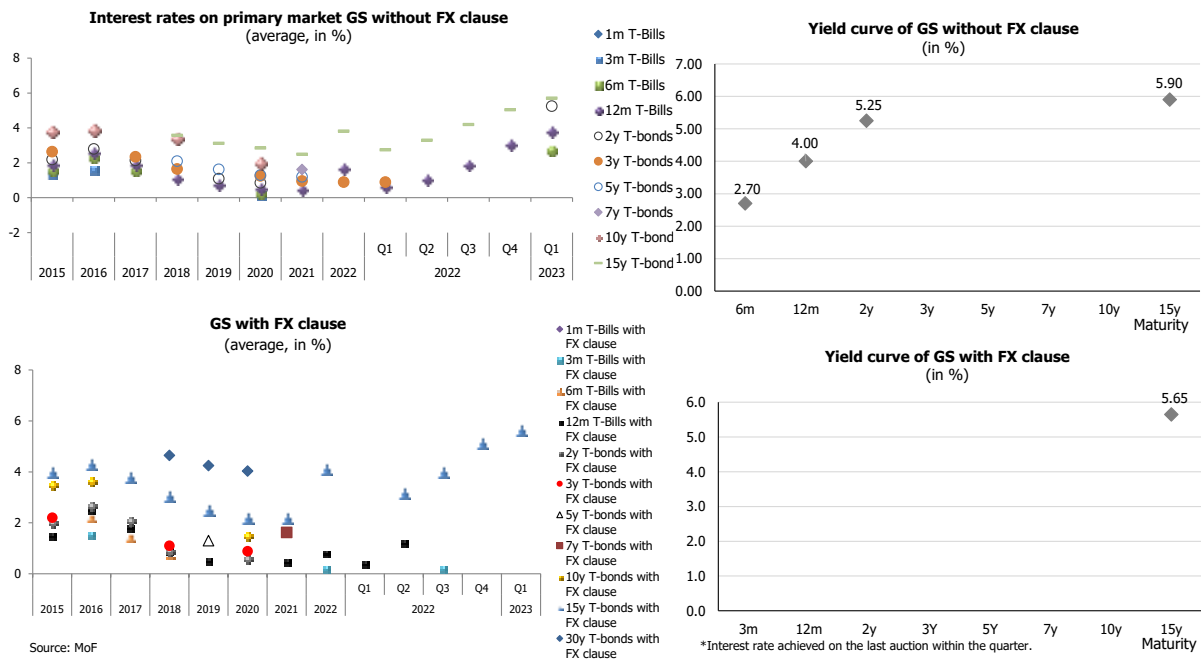 Interest rates on primary market GS without FX clause
(average, in %)
8
6
4
2
0
-2
Q1
Q2
Q3
Q4
Q1
2015
2016
2017
2018
2019
2020
2021
2022
2022
2023
1m T-Bills
3m T-Bills
6m T-Bills
12m T-Bills
2y T-bonds
3y T-bonds
5y T-bonds
7y T-bonds
10y T-bond
15y T-bond
Yield curve of GS without FX clause
(in %)
7.00
6.00
5.00
4.00
3.00
2.00
1.00
0.00
2.70
4.00
5.25
5.90
6m
12m
2y
3y
5y
7y
10y
15y
Maturity
GS with FX clause
(average, in %)
8
6
4
2
0
Q1
Q2
Q3
Q4
Q1
2015
2016
2017
2018
2019
2020
2021
2022
2022
2023
Source: MoF
1m T-Bills with
FX clause
3m T-Bills with
FX clause
6m T-Bills with
FX clause
12m T-Bills with
FX clause
2y T-bonds with
FX clause
3y T-bonds with
FX clause
5y T-bonds with
FX clause
7y T-bonds with
FX clause
10y T-bonds with
FX clause
15y T-bonds with
FX clause
30y T-bonds with
FX clause
Yield curve of GS with FX clause
(in %)
6.0
5.0
4.0
3.0
2.0
1.0
0.0
5.65
3m
12m
2y
3Y
5Y
7y
10y
15y
Maturity
*Interest rate achieved on the last auction within the quarter.